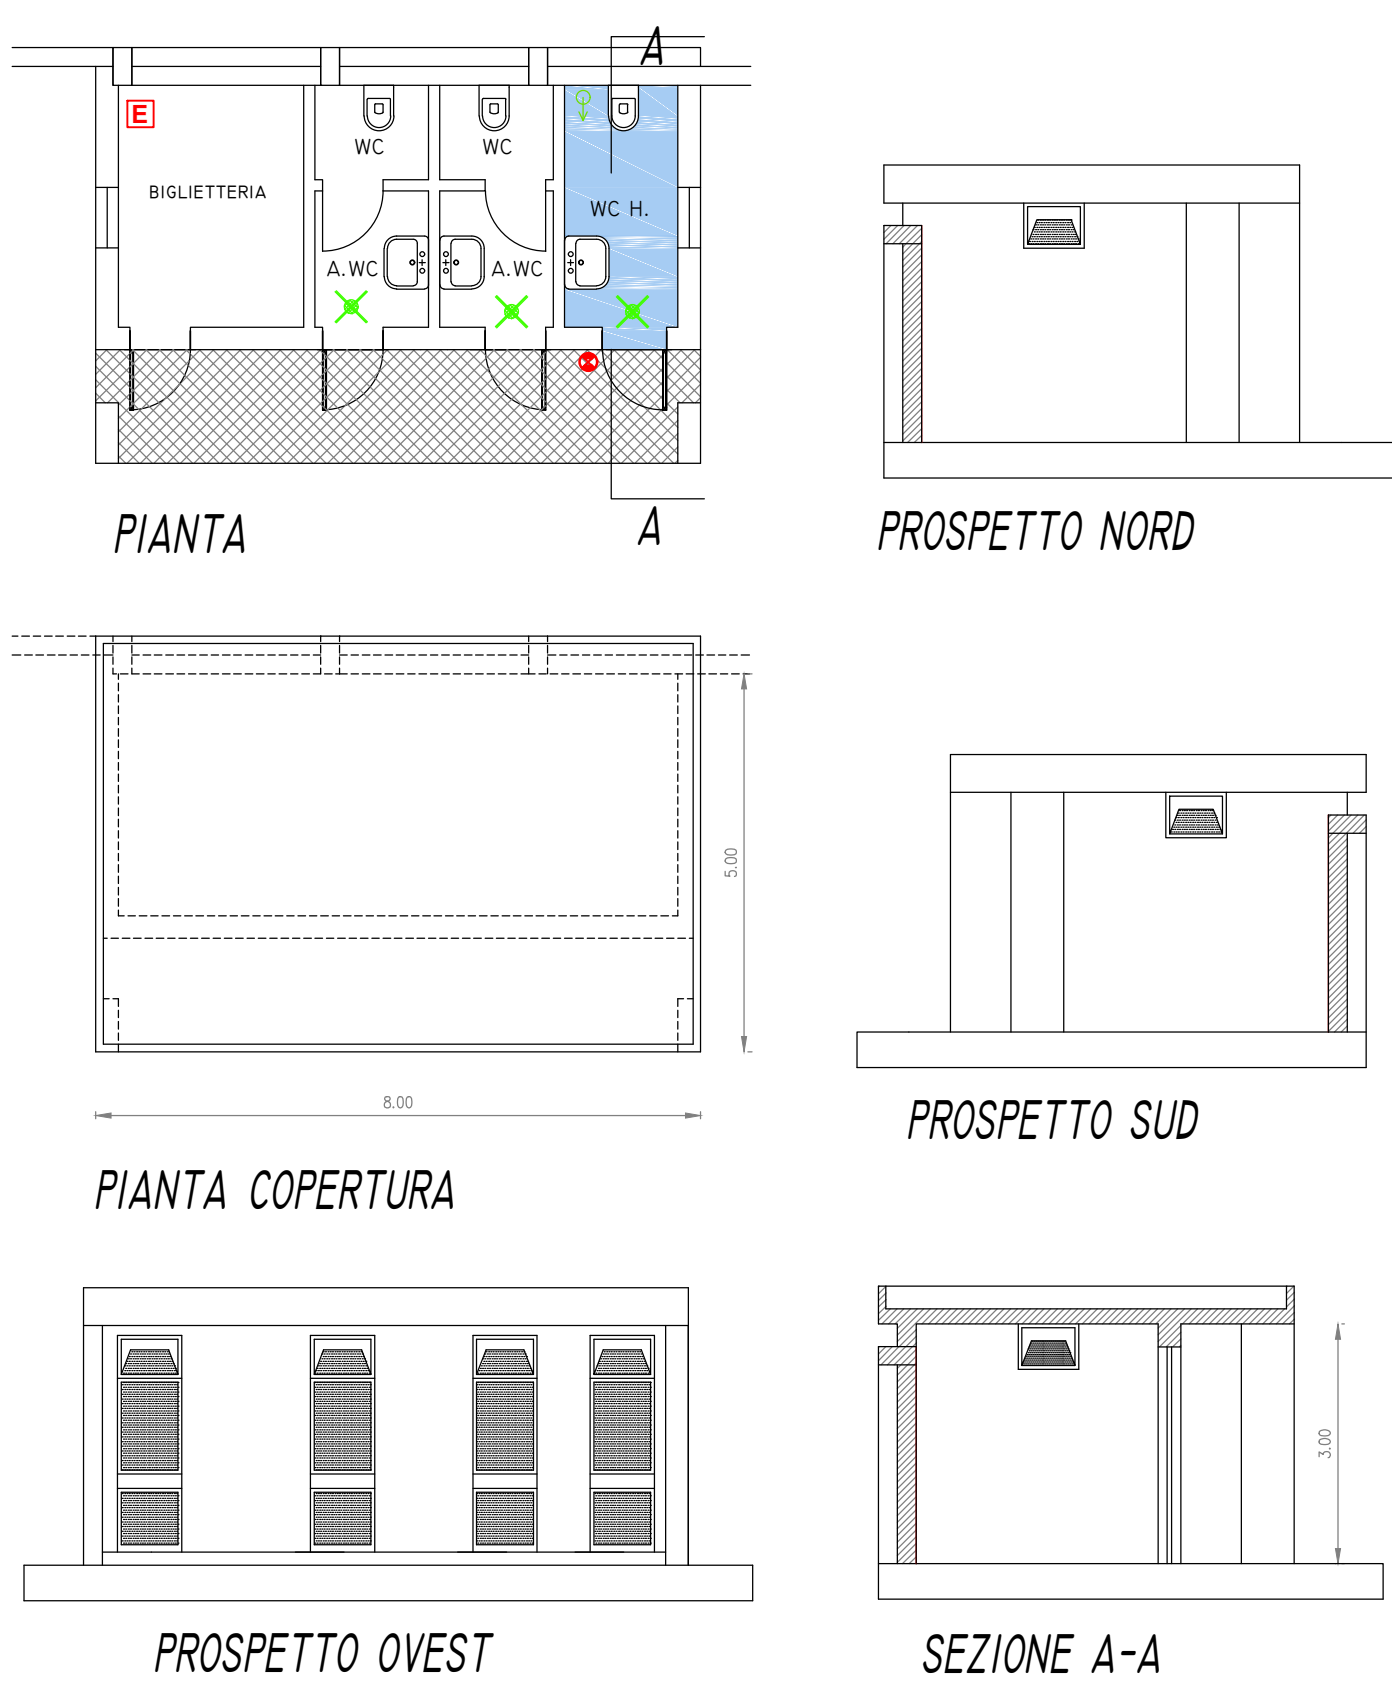 A
E
WC
WC
BIGLIETTERIA
WC H.
A.WC
A.WC
PIANTA
A
PROSPETTO NORD
5.00
8.00
PROSPETTO SUD
PIANTA COPERTURA
3.00
PROSPETTO OVEST
SEZIONE A-A